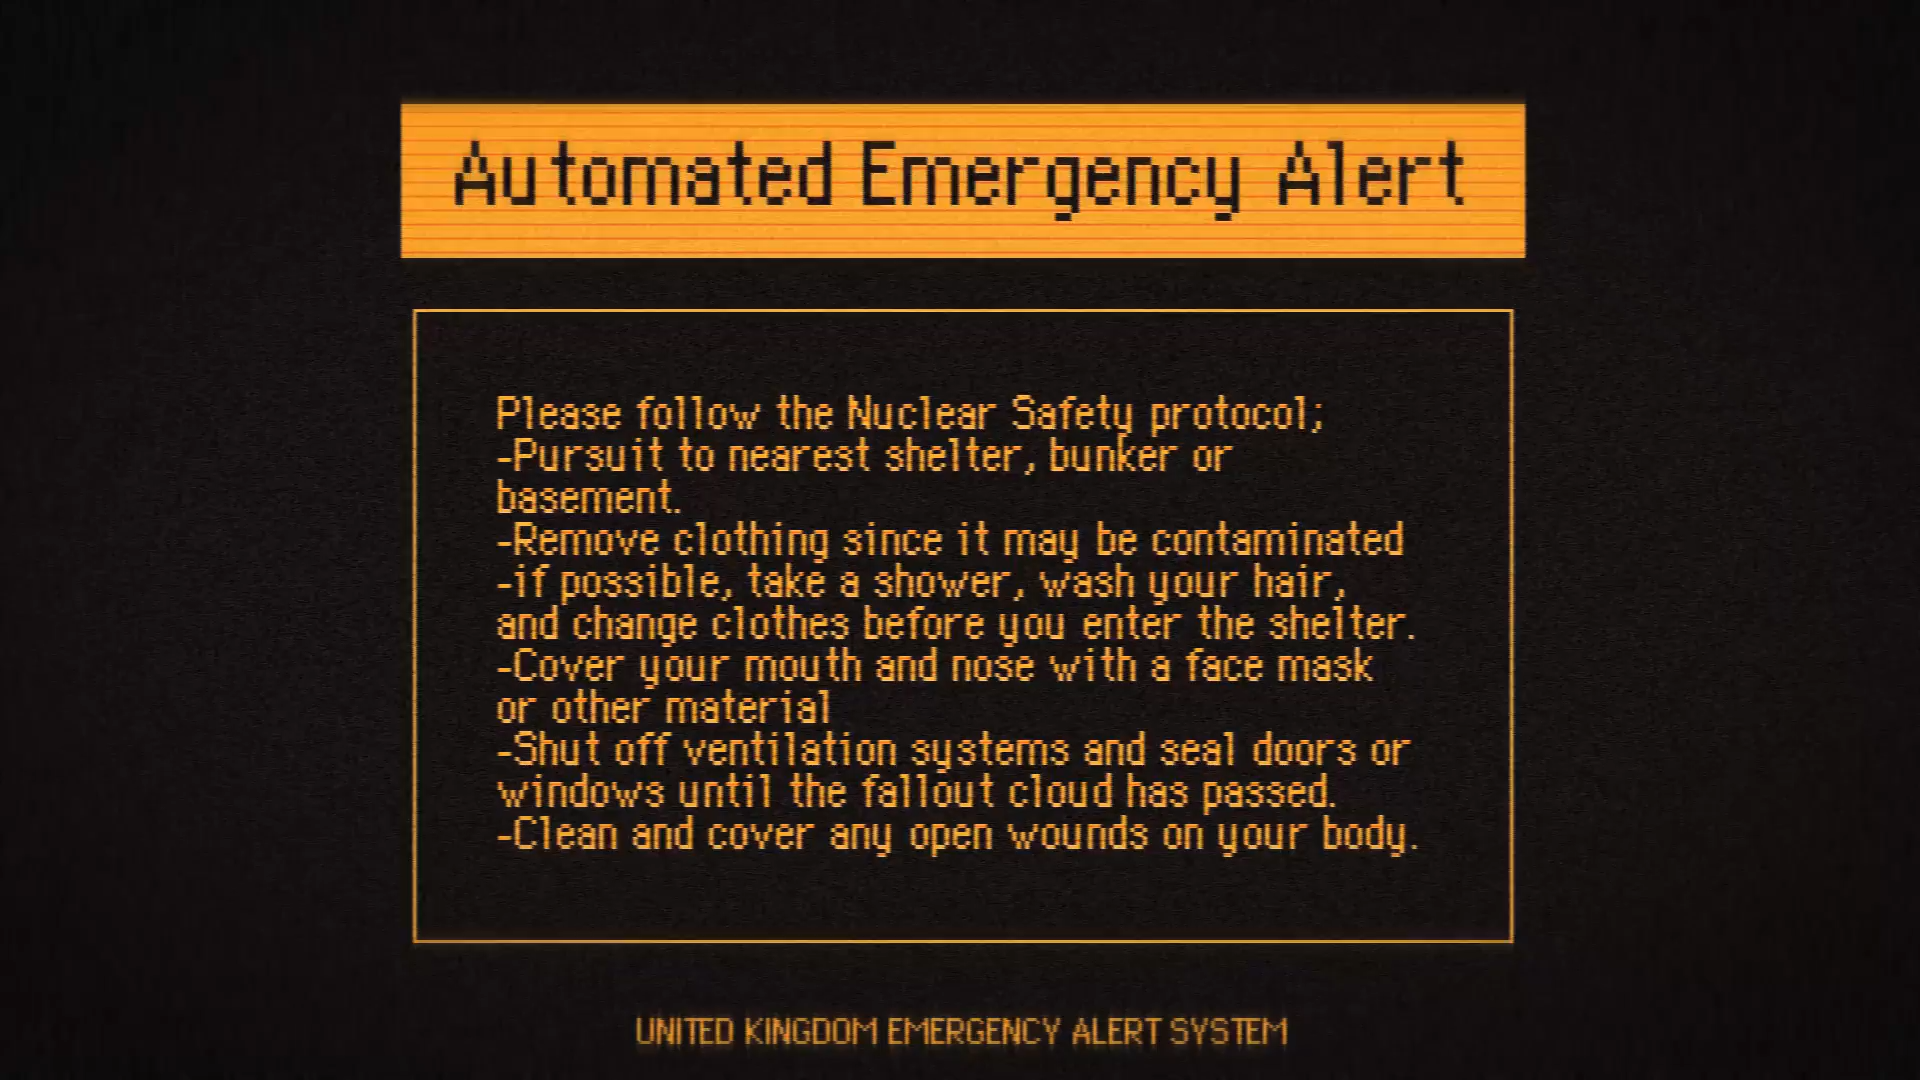 Automated Emergency Alert
Please follow the Nuclear Safety protocol;
-Pursuit to nearest shelter, bunker or
basement.
-Remove clothing since it may be contaminated
-if possible, take a shower, wash your hair,
and change clothes before you enter the shelter.
-Cover your mouth and nose with a face mask
or other material
-Shut off ventilation systems and seal doors or
windows until the fallout cloud has passed.
-Clean and cover any open wounds on your body.
UNITED KINGDOM EMERGENCY ALERT SYSTEM